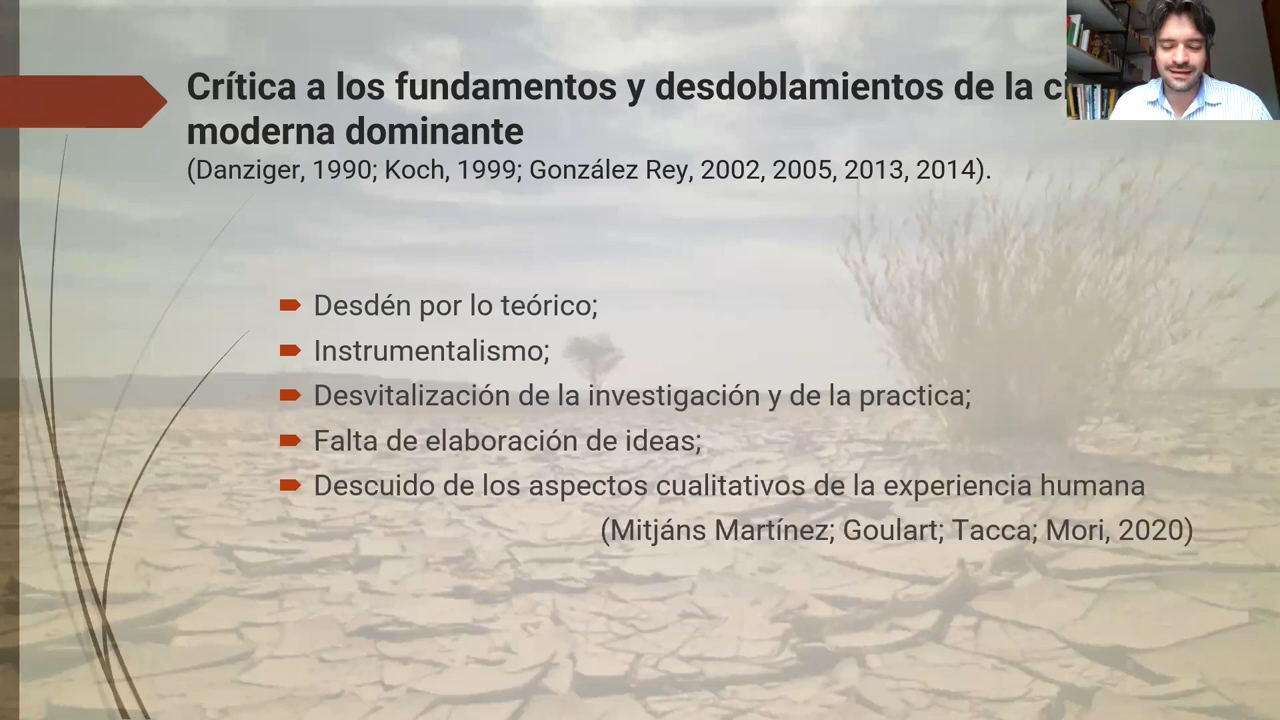 Crítica a los fundamentos y desdoblamientos de la
moderna dominante
(Danziger, 1990; Koch, 1999; González Rey, 2002, 2005, 2013, 2014).
Desdén por lo teórico;
Instrumentalismo;
Desvitalización de la investigación y de la practica;
Falta de elaboración de ideas;
Descuido de los aspectos cualitativos de la experiencia humana
(Mitjáns Martínez; Goulart; Tacca; Mori, 2020)